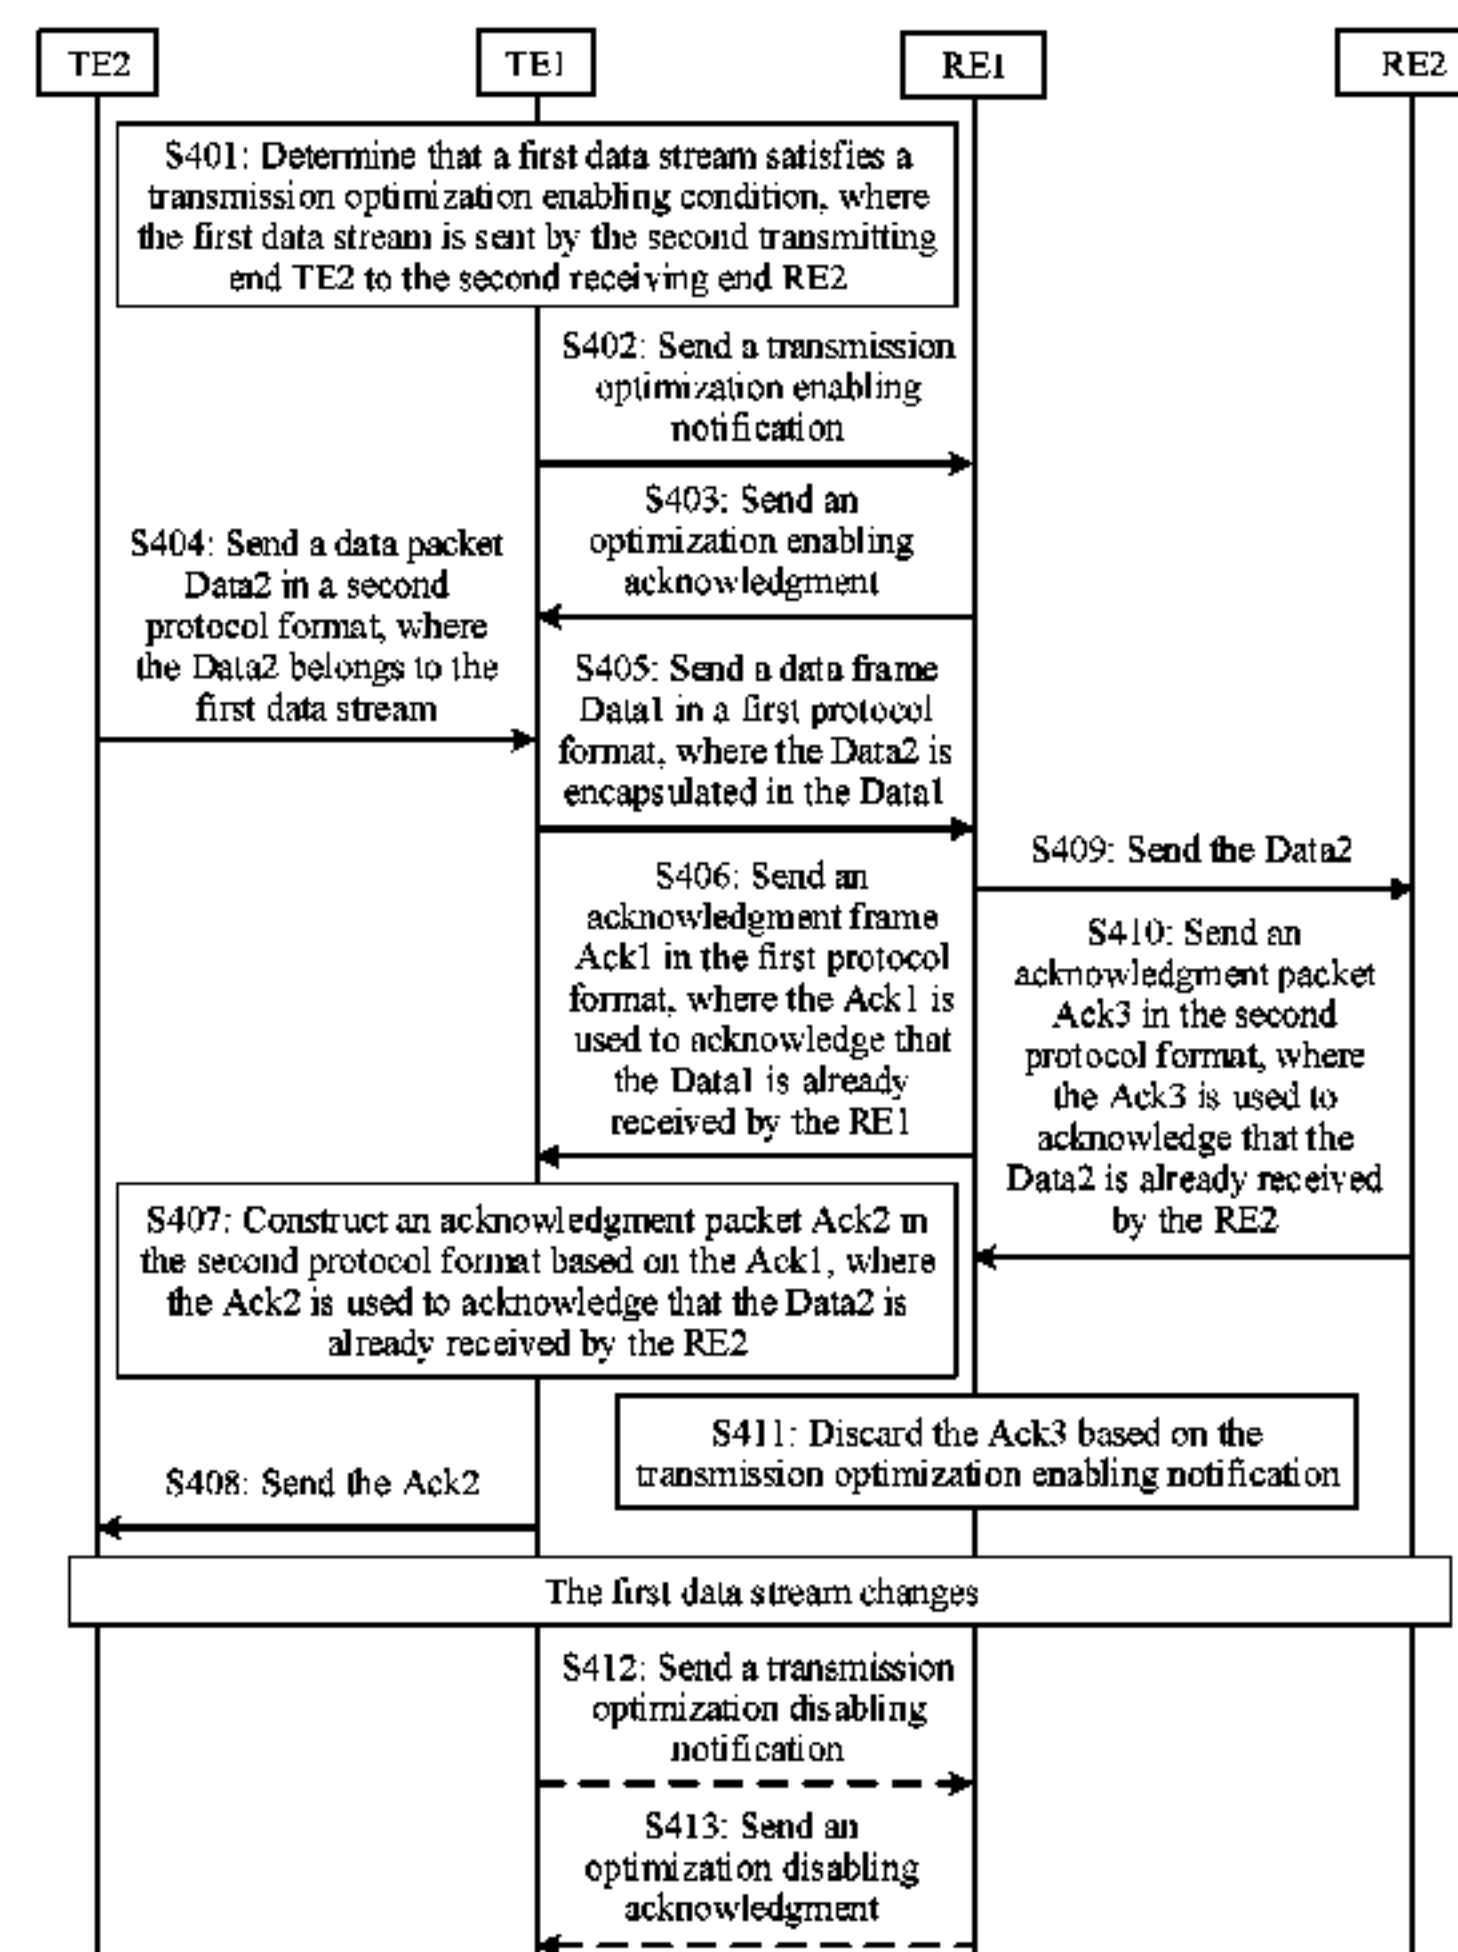 TE2
TE1
RE1
RE2
S401: Determine that a first data stream satisfies a
transmission optimization enabling condition, where
the first data stream is sent by the second transmitting
end TE2 to the second receiving end RE2
S402: Send a transmission
optimization enabling
notification
S403: Send an
optimization enabling
acknowledgment
S404: Send a data packet
Data2 in a second
protocol format, where
the Data2 belongs to the
first data stream
S405: Send a data frame
Data1 in a first protocol
format, where the Data2 is
encapsulated in the Data1
S409: Send the Data2
S406: Send an
acknowledgment frame
Ack1 in the first protocol
format, where the Ack1 is
used to acknowledge that
the Data1 is already
received by the RE1
S410: Send an
acknowledgment packet
Ack3 in the second
protocol format, where
the Ack3 is used to
acknowledge that the
Data2 is already received
by the RE2
S407: Construct an acknowledgment packet Ack2 in
the second protocol format based on the Ack1, where
the Ack2 is used to acknowledge that the Data2 is
already received by the RE2
S411: Discard the Ack3 based on the
transmission optimization enabling notification
S408: Send the Ack2
The first data stream changes
S412: Send a transmission
optimization disabling
notification
S413: Send an
optimization disabling
acknowledgment